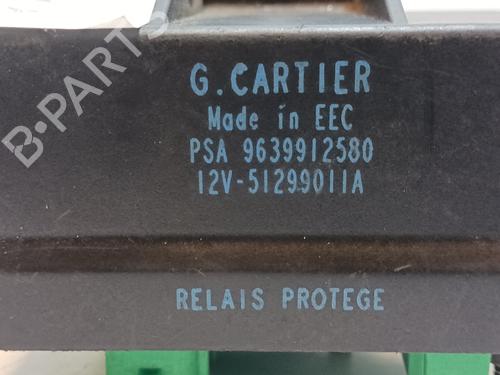 G.CARTIER
Made in EEC
PSA 9639912580
12V-51299011A
RELAIS PROTEGE
B-PARTS